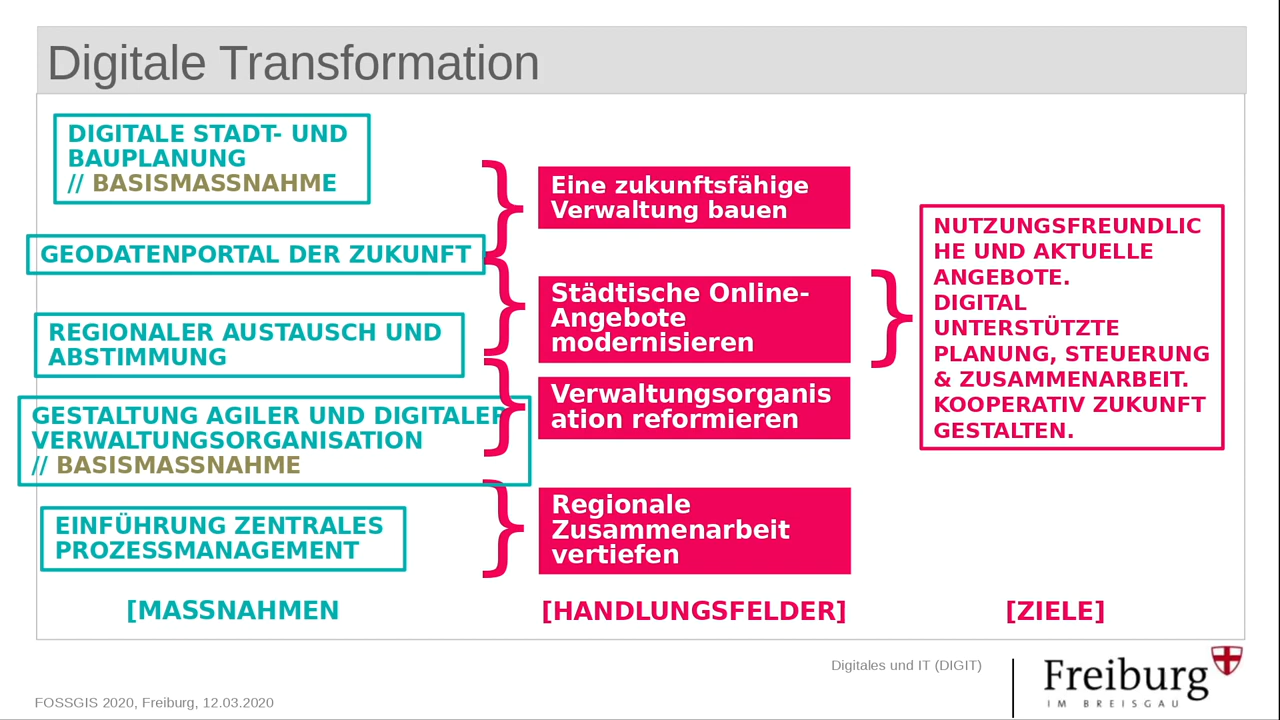 Digitale Transformation
DIGITALE STADT- UND
BAUPLANUNG
// BASISMASSNAHME
GEODATENPORTAL DER ZUKUNFT
REGIONALER AUSTAUSCH UND
ABSTIMMUNG
GESTALTUNG AGILER UND DIGITALER
VERWALTUNGSORGANISATION
// BASISMASSNAHME
EINFÜHRUNG ZENTRALES
PROZESSMANAGEMENT
[MASSNAHMEN
Eine zukunftsfähige
Verwaltung bauen
Städtische Online-
Angebote
modernisieren
Verwaltungsorganis
ation reformieren
Regionale
Zusammenarbeit
vertiefen
[HANDLUNGSFELDER]
NUTZUNGSFREUNDLIC
HE UND AKTUELLE
ANGEBOTE.
DIGITAL
UNTERSTÜTZTE
PLANUNG, STEUERUNG
& ZUSAMMENARBEIT.
KOOPERATIV ZUKUNFT
GESTALTEN.
[ZIELE]
Digitales und IT (DIGIT)
FOSSGIS 2020, Freiburg, 12.03.2020
Freiburg
IM BREISGAU